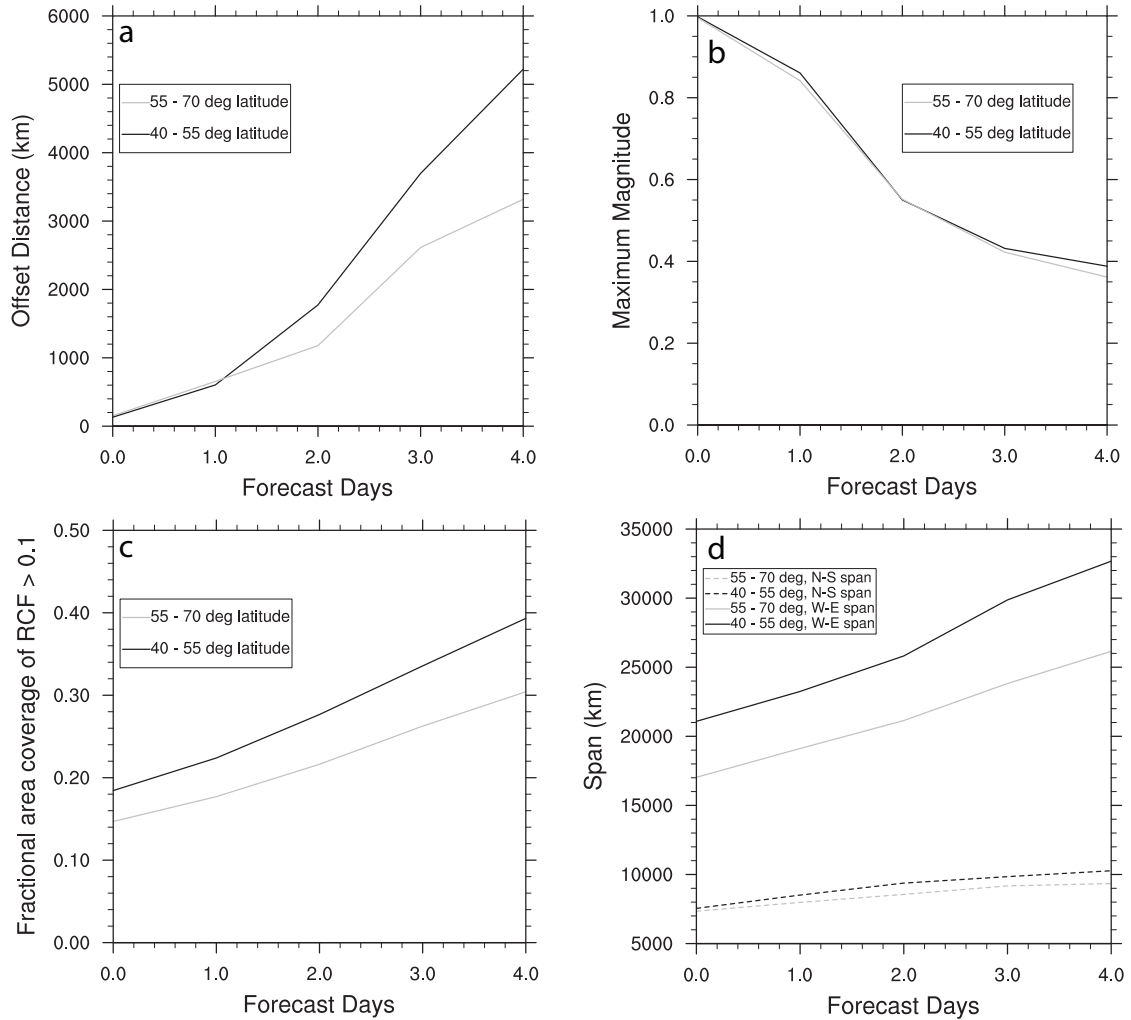 a
6000
5000
4000
3000
2000
1000
0
Offset Distance (km)
55 - 70 deg latitude
40 - 55 deg latitude
0.0 1.0 2.0 3.0 4.0
Forecast Days
b
1.0
0.8
0.6
0.4
0.2
0.0
Maximum Magnitude
55 - 70 deg latitude
40 - 55 deg latitude
0.0 1.0 2.0 3.0 4.0
Forecast Days
c
0.50
0.40
0.30
0.20
0.10
0.00
Fractional area coverage of RCF > 0.1
55 - 70 deg latitude
40 - 55 deg latitude
0.0 1.0 2.0 3.0 4.0
Forecast Days
d
35000
30000
25000
20000
15000
10000
5000
Span (km)
55 - 70 deg, N-S span
40 - 55 deg, N-S span
55 - 70 deg, W-E span
40 - 55 deg, W-E span
0.0 1.0 2.0 3.0 4.0
Forecast Days